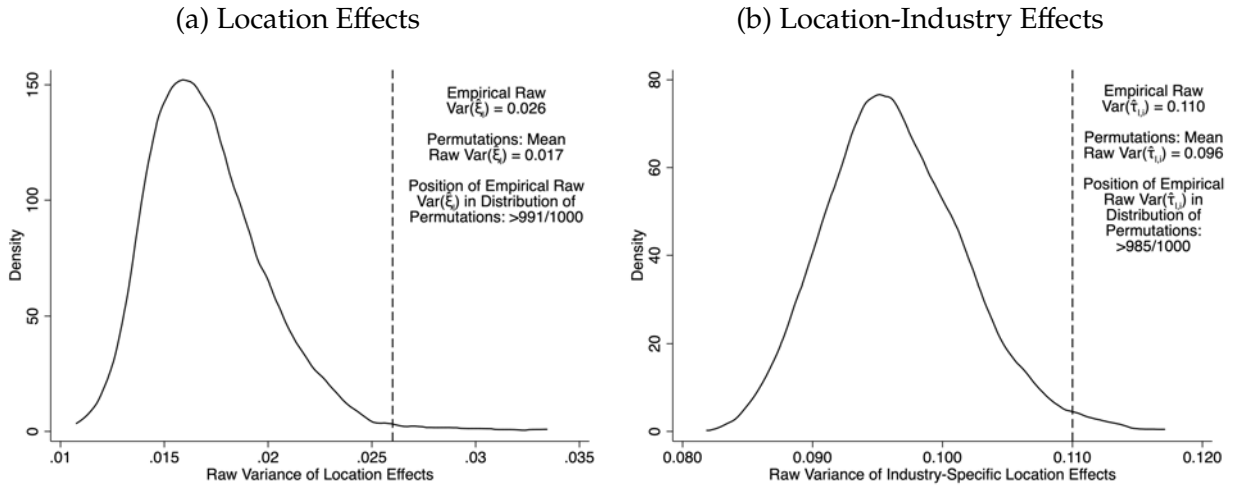 (a) Location Effects
150
100
50
0
Density
Empirical Raw
Var(ξ̂ₗ) = 0.026
Permutations: Mean
Raw Var(ξ̂ₗ) = 0.017
Position of Empirical Raw
Var(ξ̂ₗ) in Distribution of
Permutations: >991/1000
.01 .015 .02 .025 .03 .035
Raw Variance of Location Effects
(b) Location-Industry Effects
80
60
40
20
0
Density
Empirical Raw
Var(τ̂ₗ,ᵢ) = 0.110
Permutations: Mean
Raw Var(τ̂ₗ,ᵢ) = 0.096
Position of Empirical
Raw Var(τ̂ₗ,ᵢ) in
Distribution of
Permutations:
>985/1000
0.080 0.090 0.100 0.110 0.120
Raw Variance of Industry-Specific Location Effects